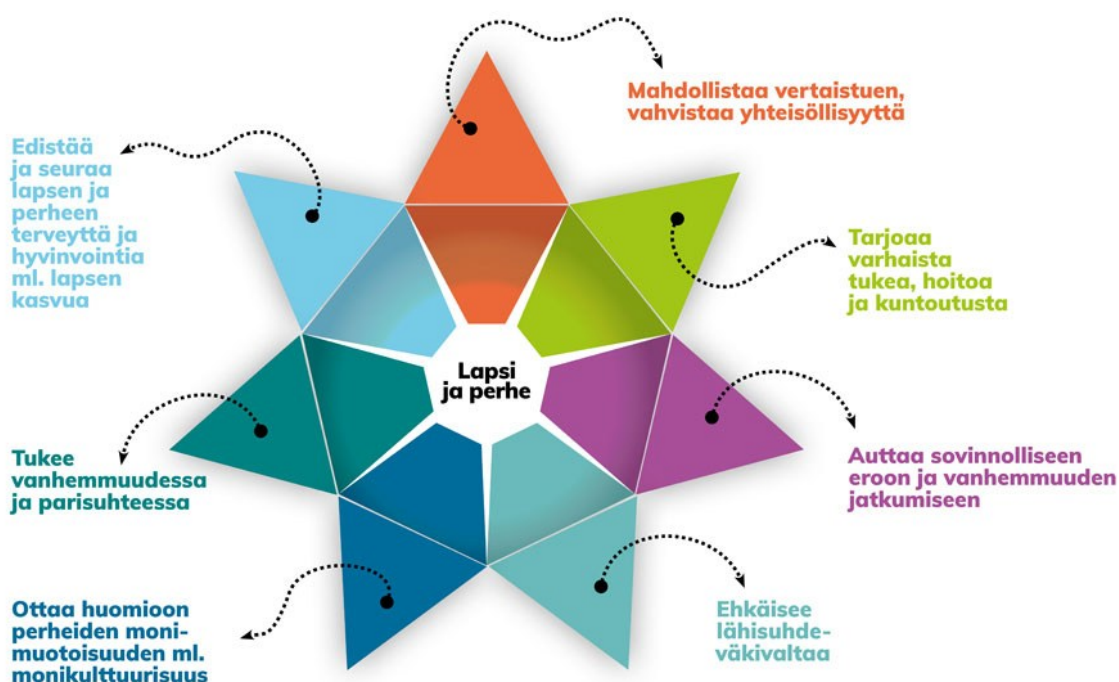 Mahdollistaa vertaistuen,
vahvistaa yhteisöllisyyttä
Edistää
ja seuraa
lapsen ja
perheen
terveyttä ja
hyvinvointia
ml. lapsen
kasvua
Tarjoaa
varhaista
tukea, hoitoa
ja kuntoutusta
Lapsi
ja perhe
Tukee
vanhemmuudessa
ja parisuhteessa
Auttaa sovinnolliseen
eroon ja vanhemmuuden
jatkumiseen
Ottaa huomioon
perheiden moni-
muotoisuuden ml.
monikulttuurisuus
Ehkäisee
lähisuhde-
väkivaltaa